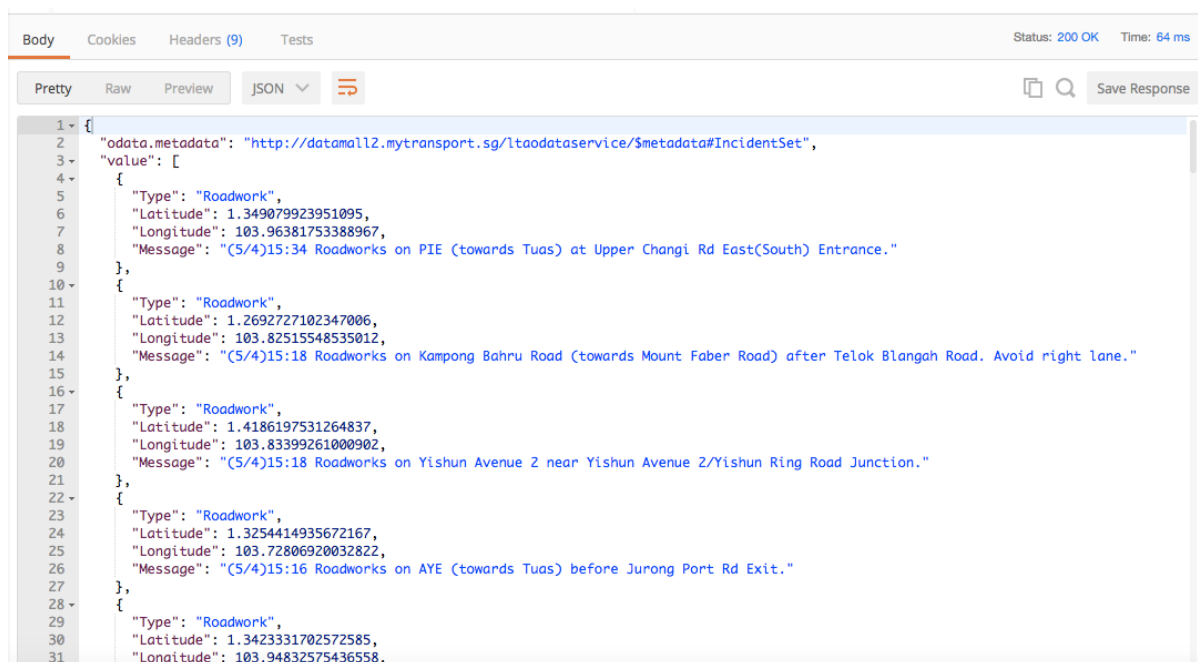 Body Cookies Headers (9) Tests Status: 200 OK Time: 64 ms
Pretty Raw Preview JSON Save Response
1 {
2 "odata.metadata": "http://datamall2.mytransport.sg/ltaodataservice/$metadata#IncidentSet",
3 "value": [
4 {
5 "Type": "Roadwork",
6 "Latitude": 1.349079923951095,
7 "Longitude": 103.96381753388967,
8 "Message": "(5/4)15:34 Roadworks on PIE (towards Tuas) at Upper Changi Rd East(South) Entrance."
9 },
10 {
11 "Type": "Roadwork",
12 "Latitude": 1.2692727102347006,
13 "Longitude": 103.82515548535012,
14 "Message": "(5/4)15:18 Roadworks on Kampong Bahru Road (towards Mount Faber Road) after Telok Blangah Road. Avoid right lane."
15 },
16 {
17 "Type": "Roadwork",
18 "Latitude": 1.4186197531264837,
19 "Longitude": 103.83399261000902,
20 "Message": "(5/4)15:18 Roadworks on Yishun Avenue 2 near Yishun Avenue 2/Yishun Ring Road Junction."
21 },
22 {
23 "Type": "Roadwork",
24 "Latitude": 1.3254414935672167,
25 "Longitude": 103.72806920032822,
26 "Message": "(5/4)15:16 Roadworks on AYE (towards Tuas) before Jurong Port Rd Exit."
27 },
28 {
29 "Type": "Roadwork",
30 "Latitude": 1.3423331702572585,
31 "Longitude": 103.94832575436558,